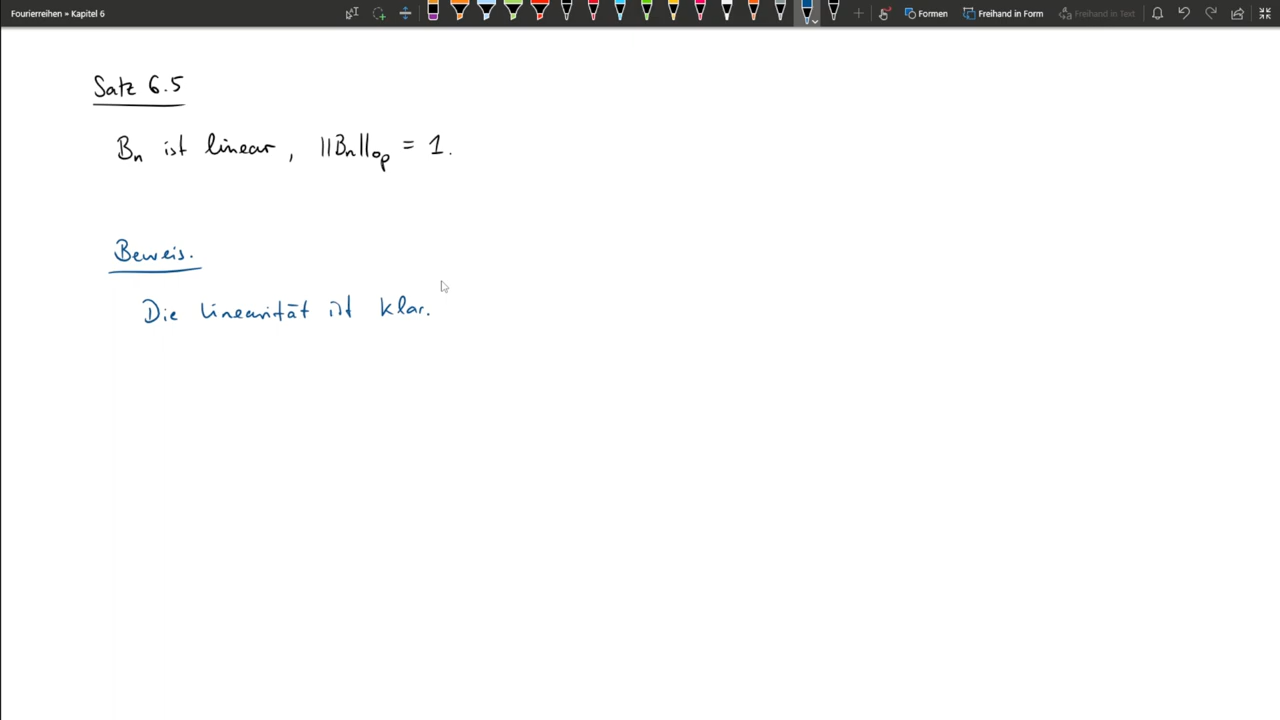 Fourierreihen » Kapitel 6
Formen
Freihand in Form
Freihand in Text
Satz 6.5
Bn ist linear, ||Bn||op = 1.
Beweis.
Die Linearität ist klar.